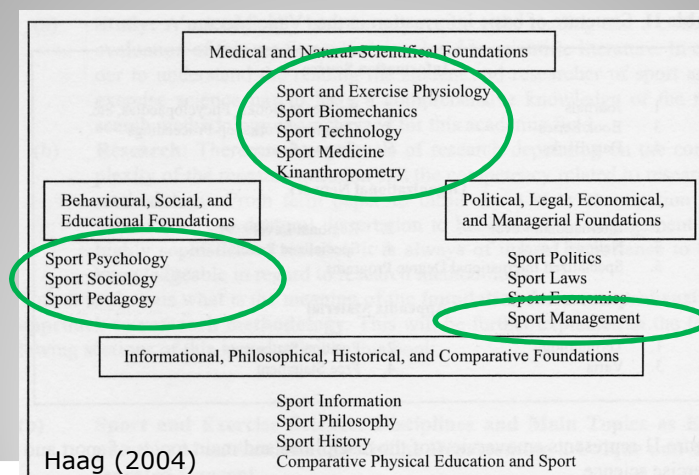 Medical and Natural-Scientifical Foundations
Sport and Exercise Physiology
Sport Biomechanics
Sport Technology
Sport Medicine
Kinanthropometry
Behavioural, Social, and
Educational Foundations
Sport Psychology
Sport Sociology
Sport Pedagogy
Political, Legal, Economical,
and Managerial Foundations
Sport Politics
Sport Laws
Sport Economics
Sport Management
Informational, Philosophical, Historical, and Comparative Foundations
Sport Information
Sport Philosophy
Sport History
Comparative Physical Education and Sport
Haag (2004)